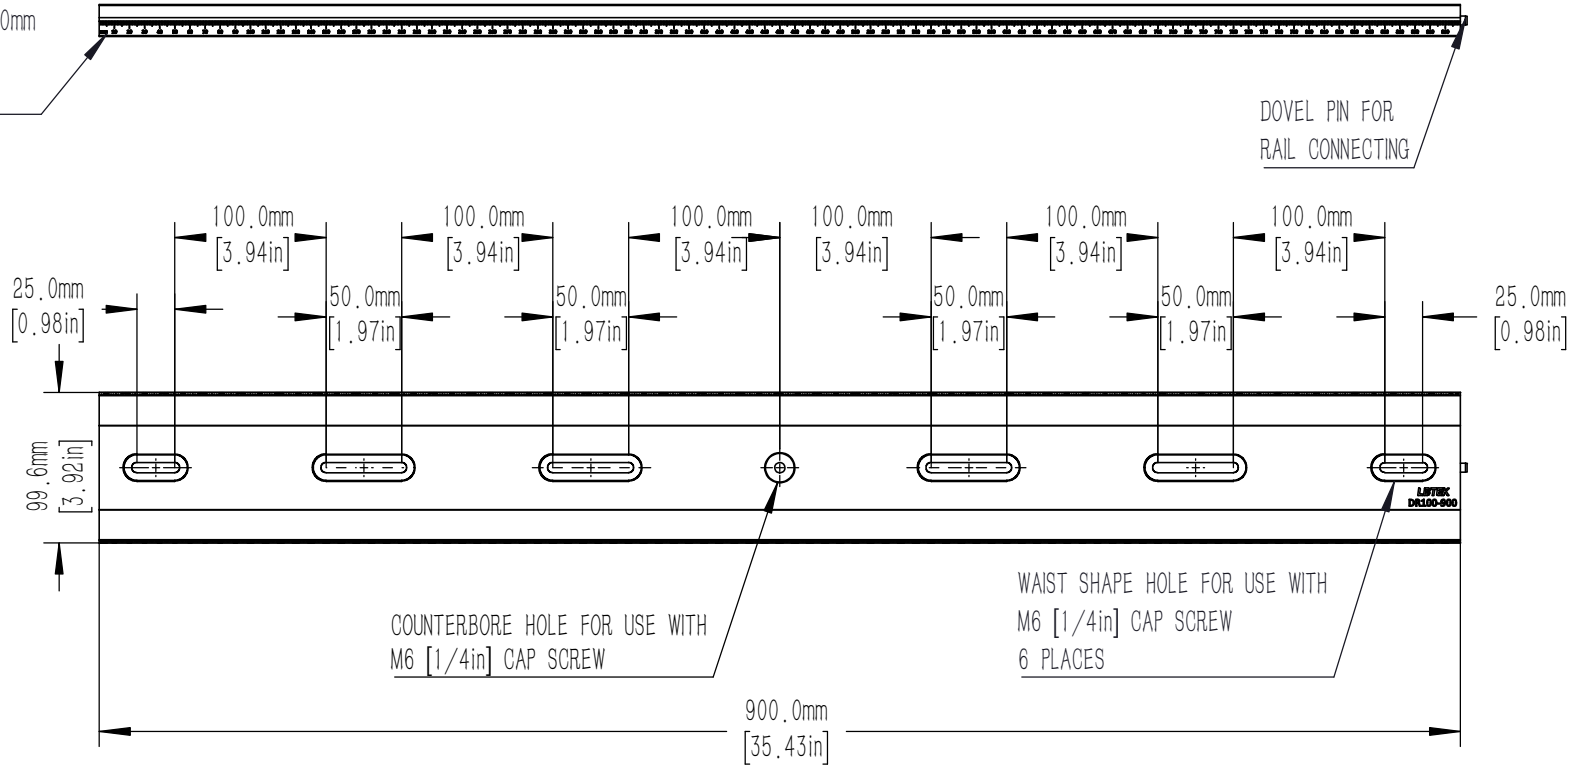 0mm
DOVEL PIN FOR
RAIL CONNECTING
100.0mm
[3.94in]
100.0mm
[3.94in]
100.0mm
[3.94in]
100.0mm
[3.94in]
100.0mm
[3.94in]
100.0mm
[3.94in]
25.0mm
[0.98in]
50.0mm
[1.97in]
50.0mm
[1.97in]
50.0mm
[1.97in]
50.0mm
[1.97in]
25.0mm
[0.98in]
99.6mm
[3.92in]
LBTEK
DR100-900
COUNTERBORE HOLE FOR USE WITH
M6 [1/4in] CAP SCREW
WAIST SHAPE HOLE FOR USE WITH
M6 [1/4in] CAP SCREW
6 PLACES
900.0mm
[35.43in]